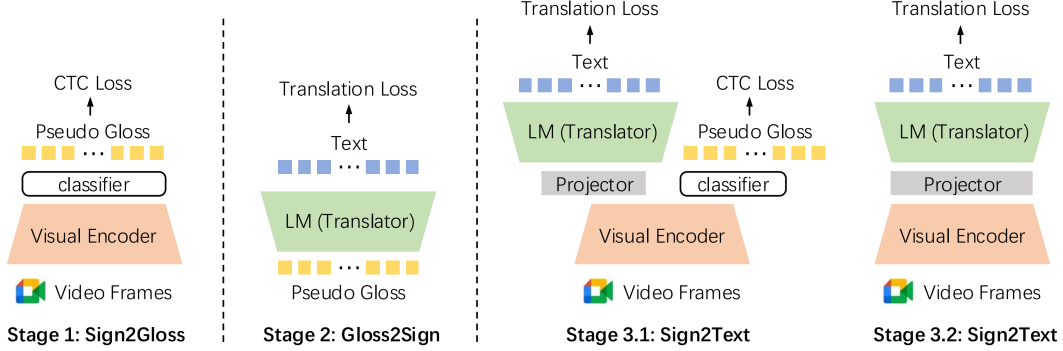 CTC Loss
Pseudo Gloss
...
classifier
Visual Encoder
Video Frames
Stage 1: Sign2Gloss
Translation Loss
Text
...
LM (Translator)
...
Pseudo Gloss
Stage 2: Gloss2Sign
Translation Loss
Text
...
LM (Translator)
Projector
CTC Loss
Pseudo Gloss
...
classifier
Visual Encoder
Video Frames
Stage 3.1: Sign2Text
Translation Loss
Text
...
LM (Translator)
Projector
Visual Encoder
Video Frames
Stage 3.2: Sign2Text